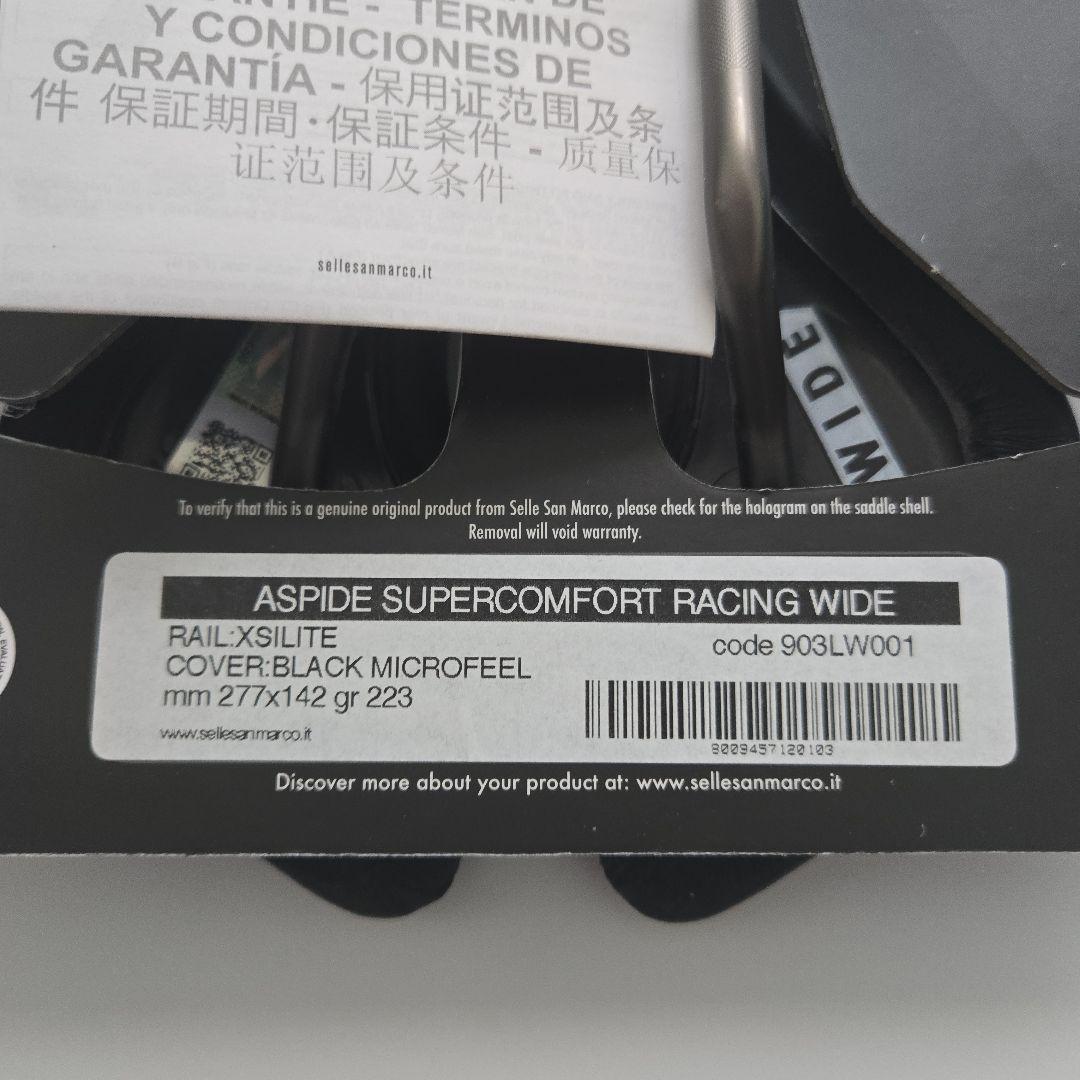 TERMINOS
Y CONDICIONES DE
GARANTÍA - 保用证范围及条
件 保証期間·保証条件 - 质量保
证范围及条件
sellesanmarco.it
WIDE
To verify that this is a genuine original product from Selle San Marco, please check for the hologram on the saddle shell.
Removal will void warranty.
ASPIDE SUPERCOMFORT RACING WIDE
RAIL:XSILITE
code 903LW001
COVER:BLACK MICROFEEL
mm 277x142 gr 223
www.sellesanmarco.it
8009457120103
Discover more about your product at: www.sellesanmarco.it